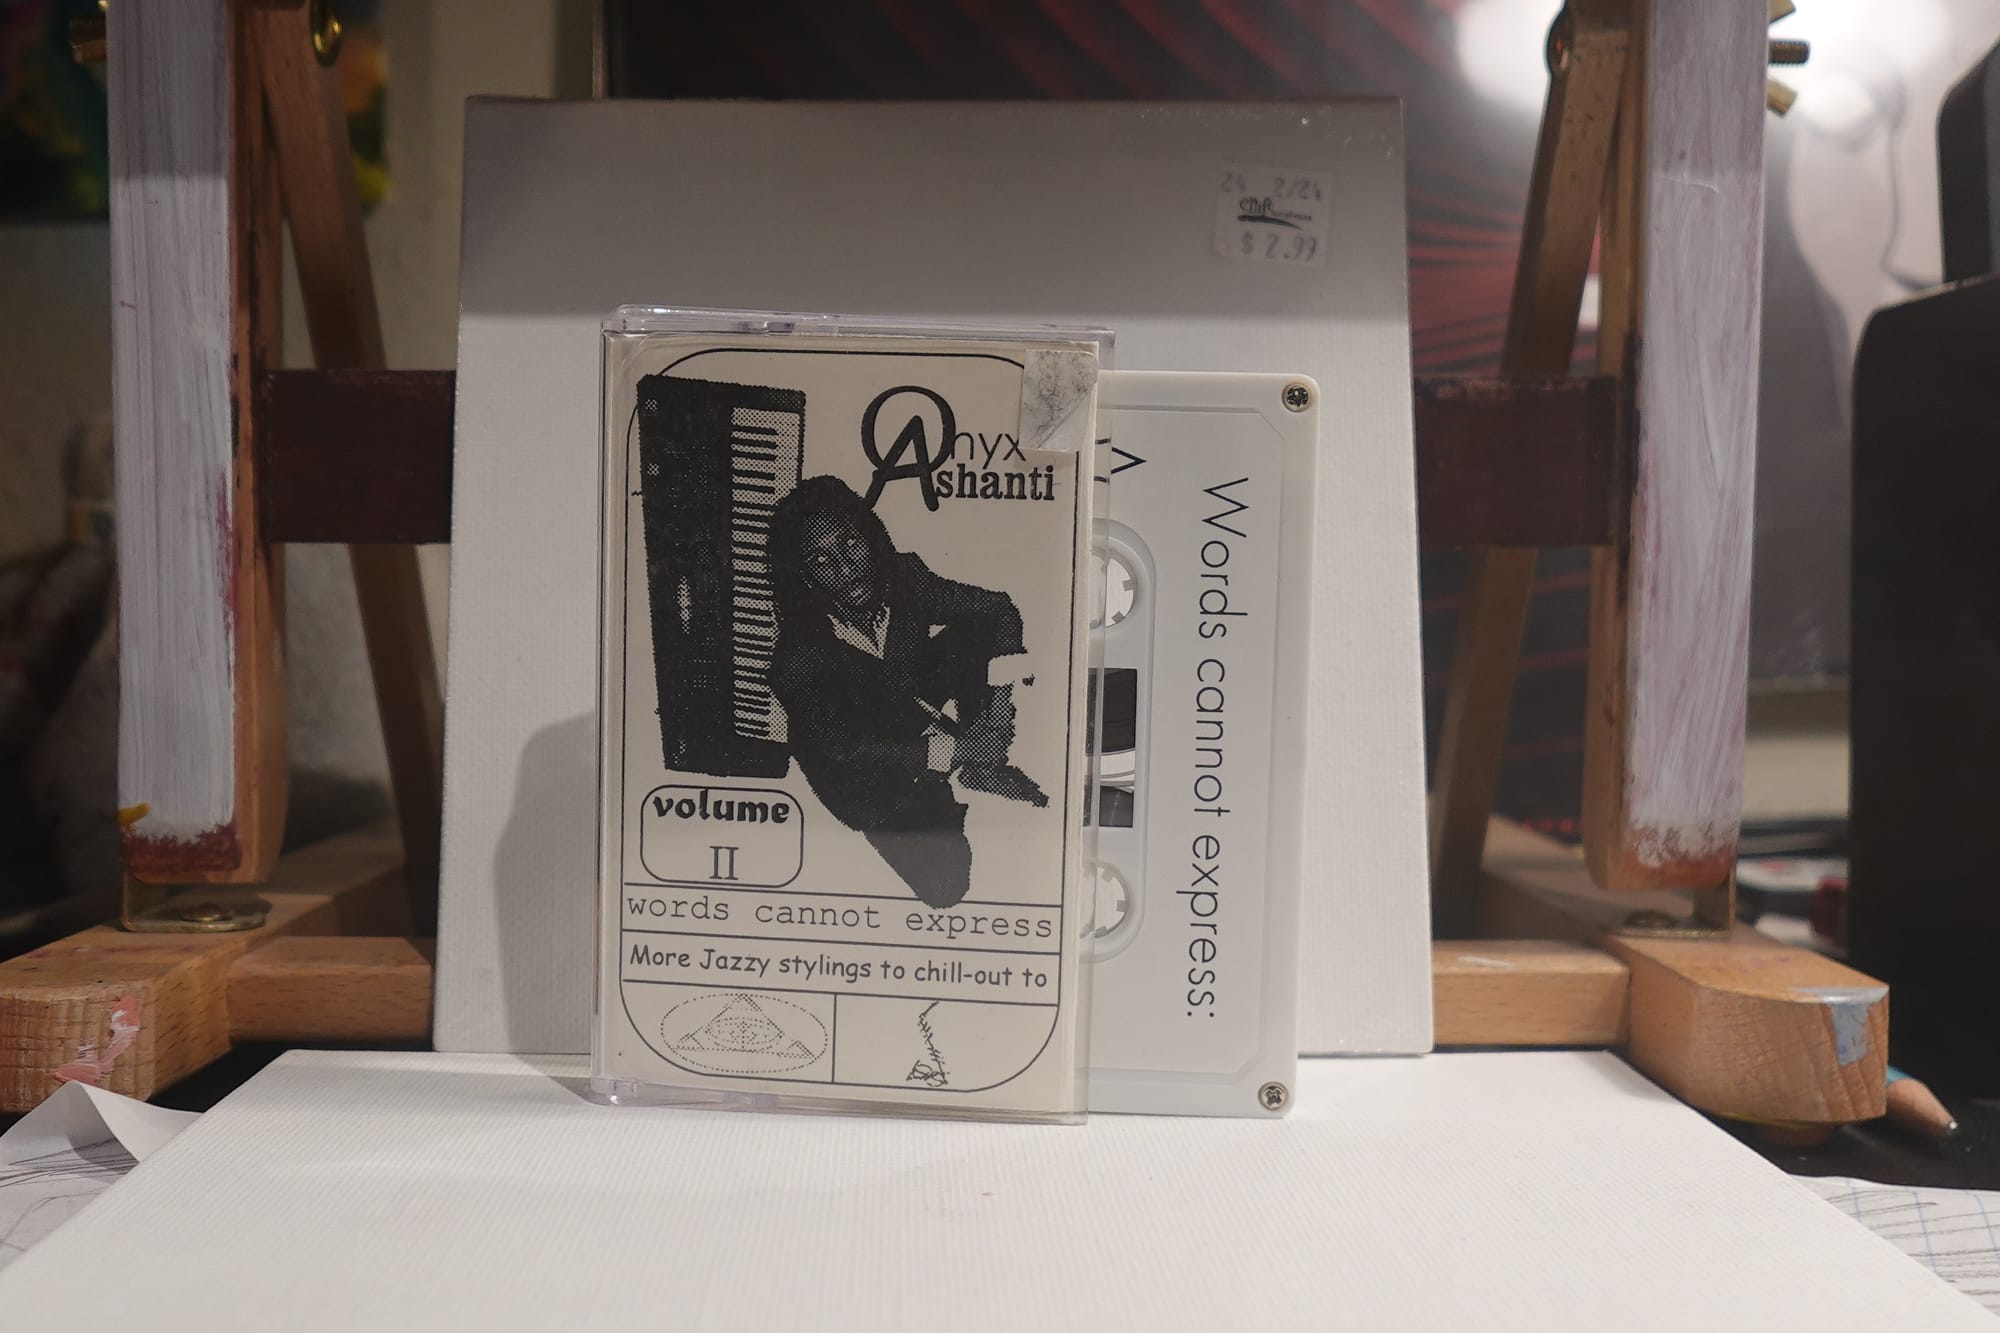 24 2/24
$ 2.99
Onyx
Ashanti
volume
II
words cannot express
More Jazzy stylings to chill-out to
Words cannot express: